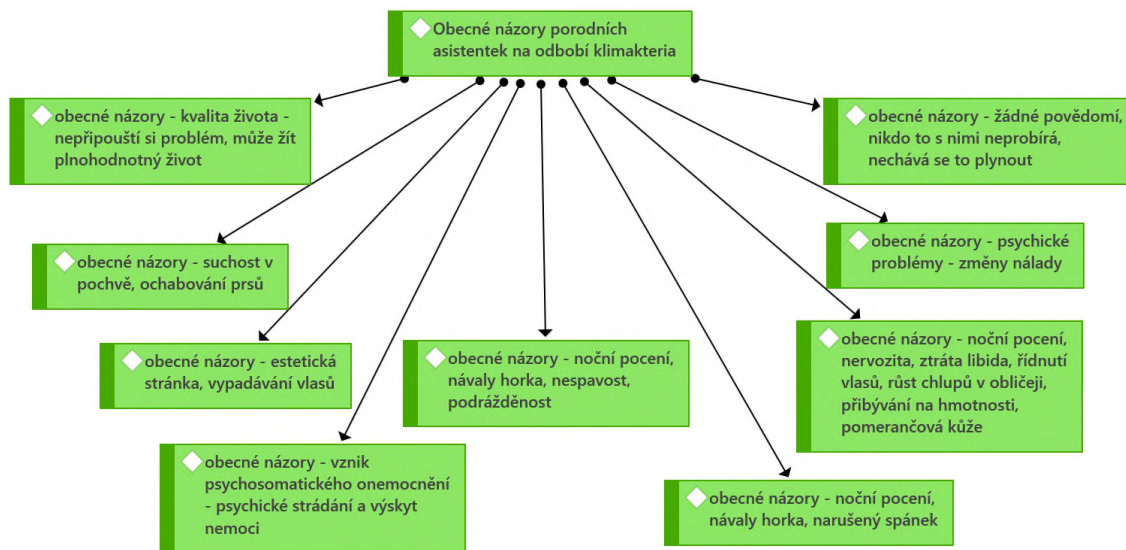 Obecné názory porodních
asistentek na odbobí klimakteria
obecné názory - kvalita života -
nepřipouští si problém, může žít
plnohodnotný život
obecné názory - žádné povědomí,
nikdo to s nimi neprobírá,
nechává se to plynout
obecné názory - suchost v
pochvě, ochabování prsů
obecné názory - psychické
problémy - změny nálady
obecné názory - estetická
stránka, vypadávání vlasů
obecné názory - noční pocení,
návaly horka, nespavost,
podrážděnost
obecné názory - noční pocení,
nervozita, ztráta libida, řídnutí
vlasů, růst chlupů v obličeji,
přibývání na hmotnosti,
pomerančová kůže
obecné názory - vznik
psychosomatického onemocnění
- psychické strádání a výskyt
nemoci
obecné názory - noční pocení,
návaly horka, narušený spánek